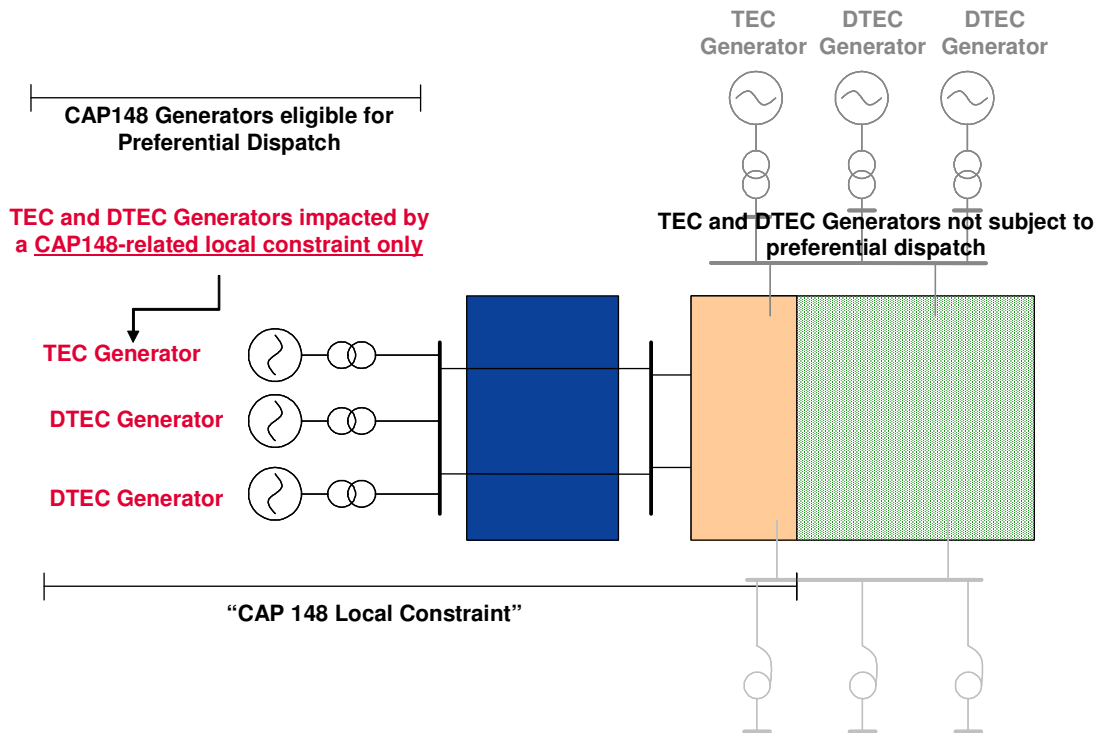 TEC
Generator
DTEC
Generator
DTEC
Generator
CAP148 Generators eligible for
Preferential Dispatch
TEC and DTEC Generators impacted by
a CAP148-related local constraint only
TEC and DTEC Generators not subject to
preferential dispatch
TEC Generator
DTEC Generator
DTEC Generator
“CAP 148 Local Constraint”